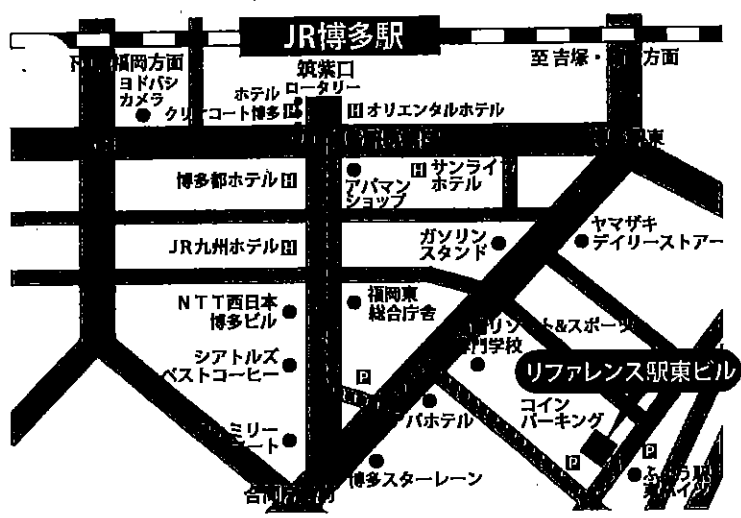 JR博多駅
筑紫口
ロータリー
福岡方面
至 吉塚・
方面
ヨドバシ
カメラ
ホテル
クリオコート博多 H
H オリエンタルホテル
博多都ホテル H
アパマン
ショップ
H サンライ
ホテル
JR九州ホテル H
ガソリン
スタンド
ヤマザキ
デイリーストアー
NTT西日本
博多ビル
福岡東
総合庁舎
リゾート&スポーツ
専門学校
シアトルズ
ベストコーヒー
P
リファレンス駅東ビル
パホテル
コイン
パーキング
ミリー
ート
博多スターレーン
P
P